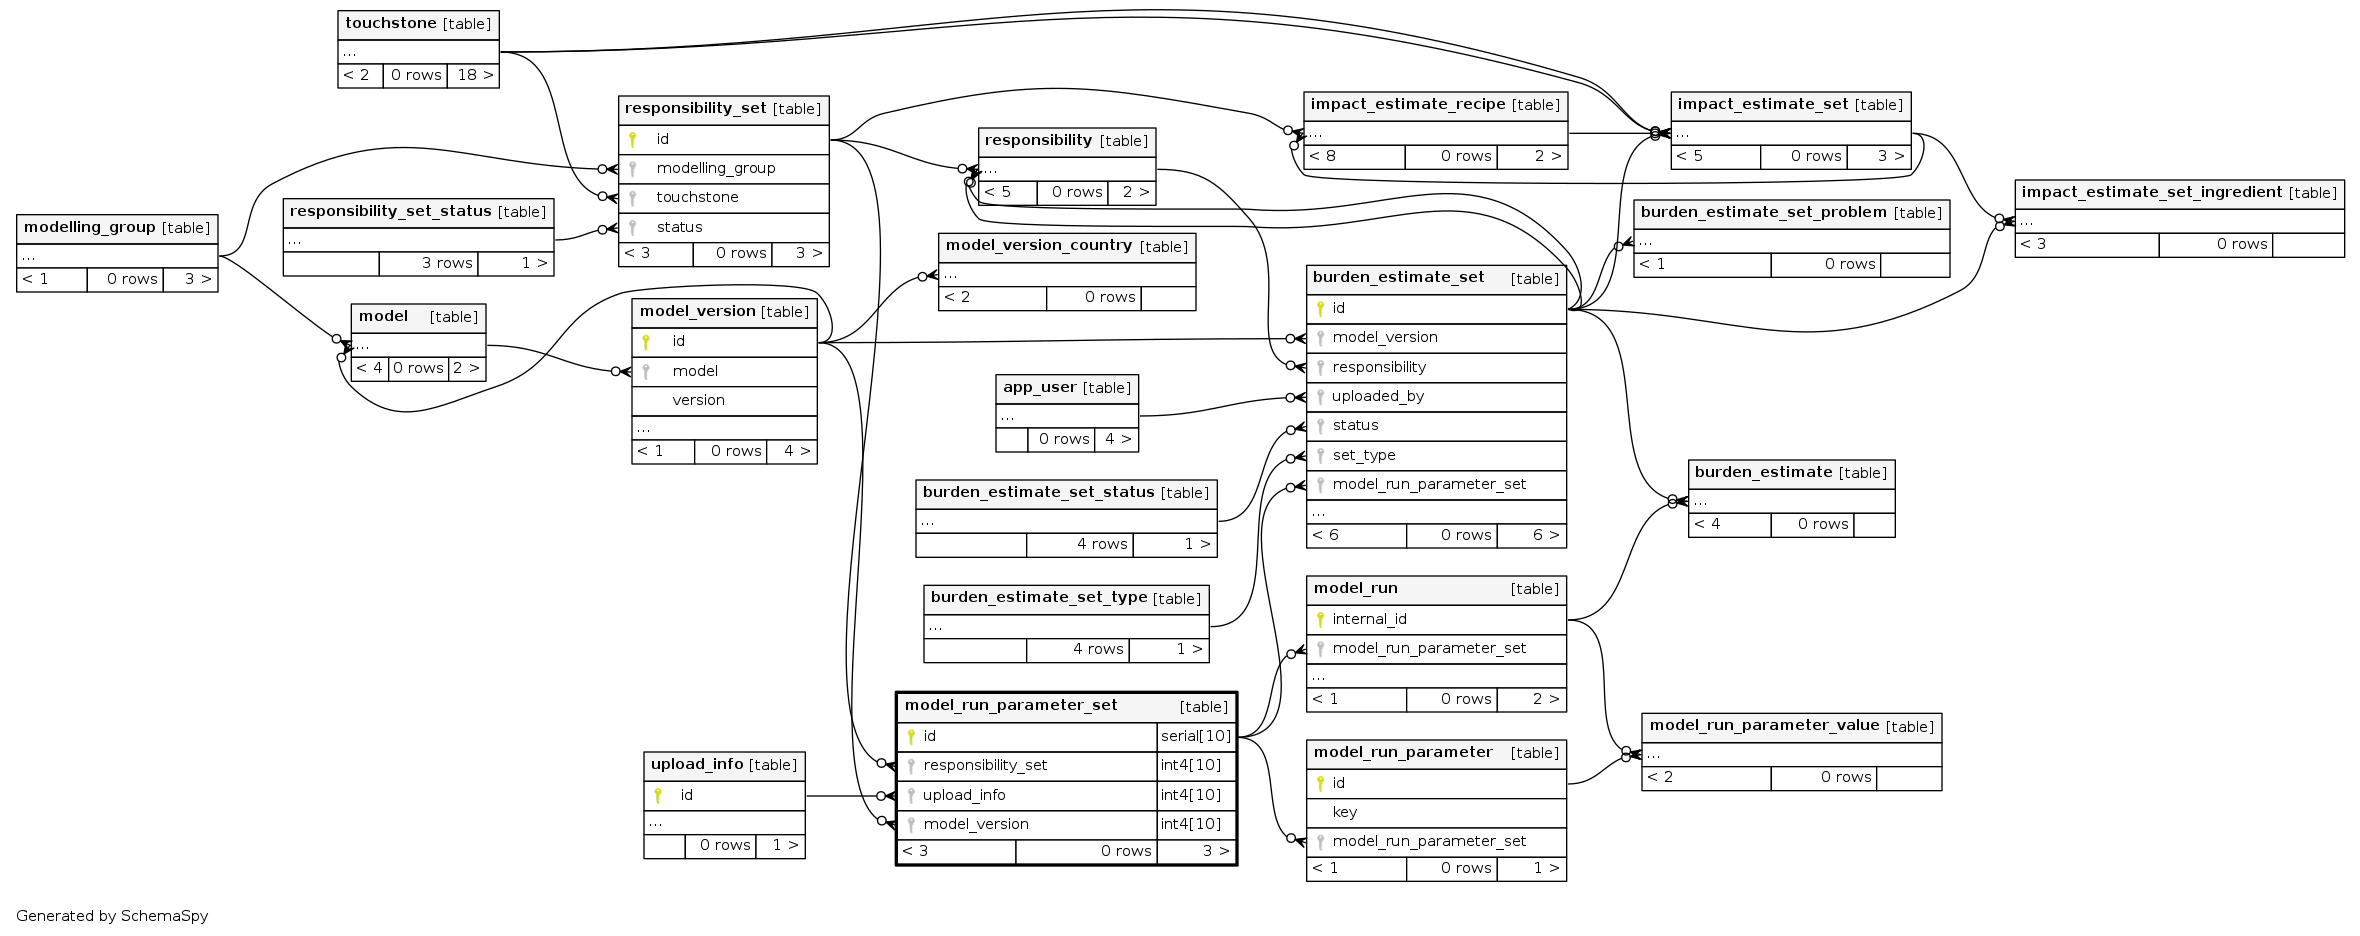 touchstone [table]
...
< 2 0 rows 18 >
responsibility_set [table]
id
modelling_group
touchstone
status
< 3 0 rows 3 >
responsibility_set_status [table]
...
3 rows 1 >
modelling_group [table]
...
< 1 0 rows 3 >
model [table]
...
< 4 0 rows 2 >
model_version [table]
id
model
version
...
< 1 0 rows 4 >
responsibility [table]
...
< 5 0 rows 2 >
model_version_country [table]
...
< 2 0 rows
app_user [table]
...
0 rows 4 >
burden_estimate_set_status [table]
...
4 rows 1 >
burden_estimate_set_type [table]
...
4 rows 1 >
upload_info [table]
id
...
0 rows 1 >
model_run_parameter_set [table]
id serial[10]
responsibility_set int4[10]
upload_info int4[10]
model_version int4[10]
< 3 0 rows 3 >
impact_estimate_recipe [table]
...
< 8 0 rows 2 >
burden_estimate_set [table]
id
model_version
responsibility
uploaded_by
status
set_type
model_run_parameter_set
...
< 6 0 rows 6 >
model_run [table]
internal_id
model_run_parameter_set
...
< 1 0 rows 2 >
model_run_parameter [table]
id
key
model_run_parameter_set
< 1 0 rows 1 >
impact_estimate_set [table]
...
< 5 0 rows 3 >
burden_estimate_set_problem [table]
...
< 1 0 rows
impact_estimate_set_ingredient [table]
...
< 3 0 rows
burden_estimate [table]
...
< 4 0 rows
model_run_parameter_value [table]
...
< 2 0 rows
Generated by SchemaSpy